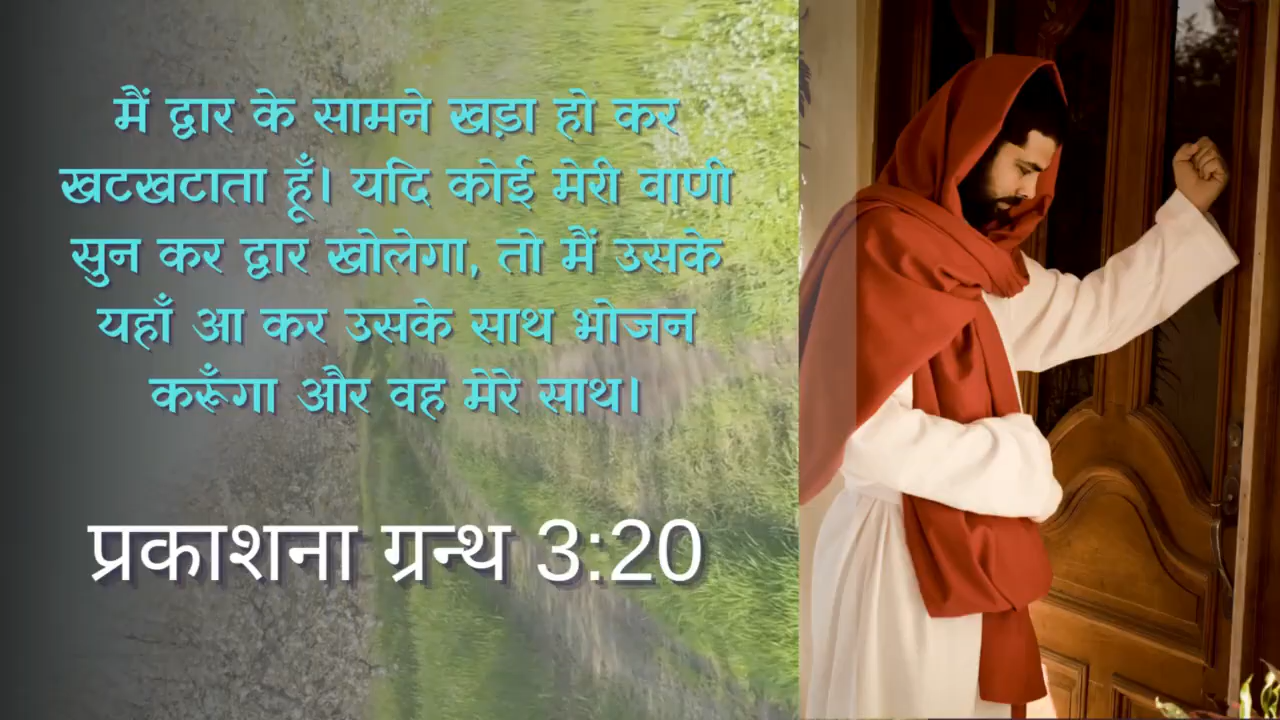 मैं द्वार के सामने खड़ा हो कर
खटखटाता हूँ। यदि कोई मेरी वाणी
सुन कर द्वार खोलेगा, तो मैं उसके
यहाँ आ कर उसके साथ भोजन
करूँगा और वह मेरे साथ।
प्रकाशना ग्रन्थ 3:20